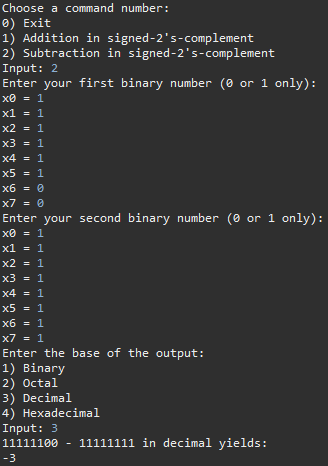 Choose a command number:
0) Exit
1) Addition in signed-2's-complement
2) Subtraction in signed-2's-complement
Input: 2
Enter your first binary number (0 or 1 only):
x0 = 1
x1 = 1
x2 = 1
x3 = 1
x4 = 1
x5 = 1
x6 = 0
x7 = 0
Enter your second binary number (0 or 1 only):
x0 = 1
x1 = 1
x2 = 1
x3 = 1
x4 = 1
x5 = 1
x6 = 1
x7 = 1
Enter the base of the output:
1) Binary
2) Octal
3) Decimal
4) Hexadecimal
Input: 3
11111100 - 11111111 in decimal yields:
-3